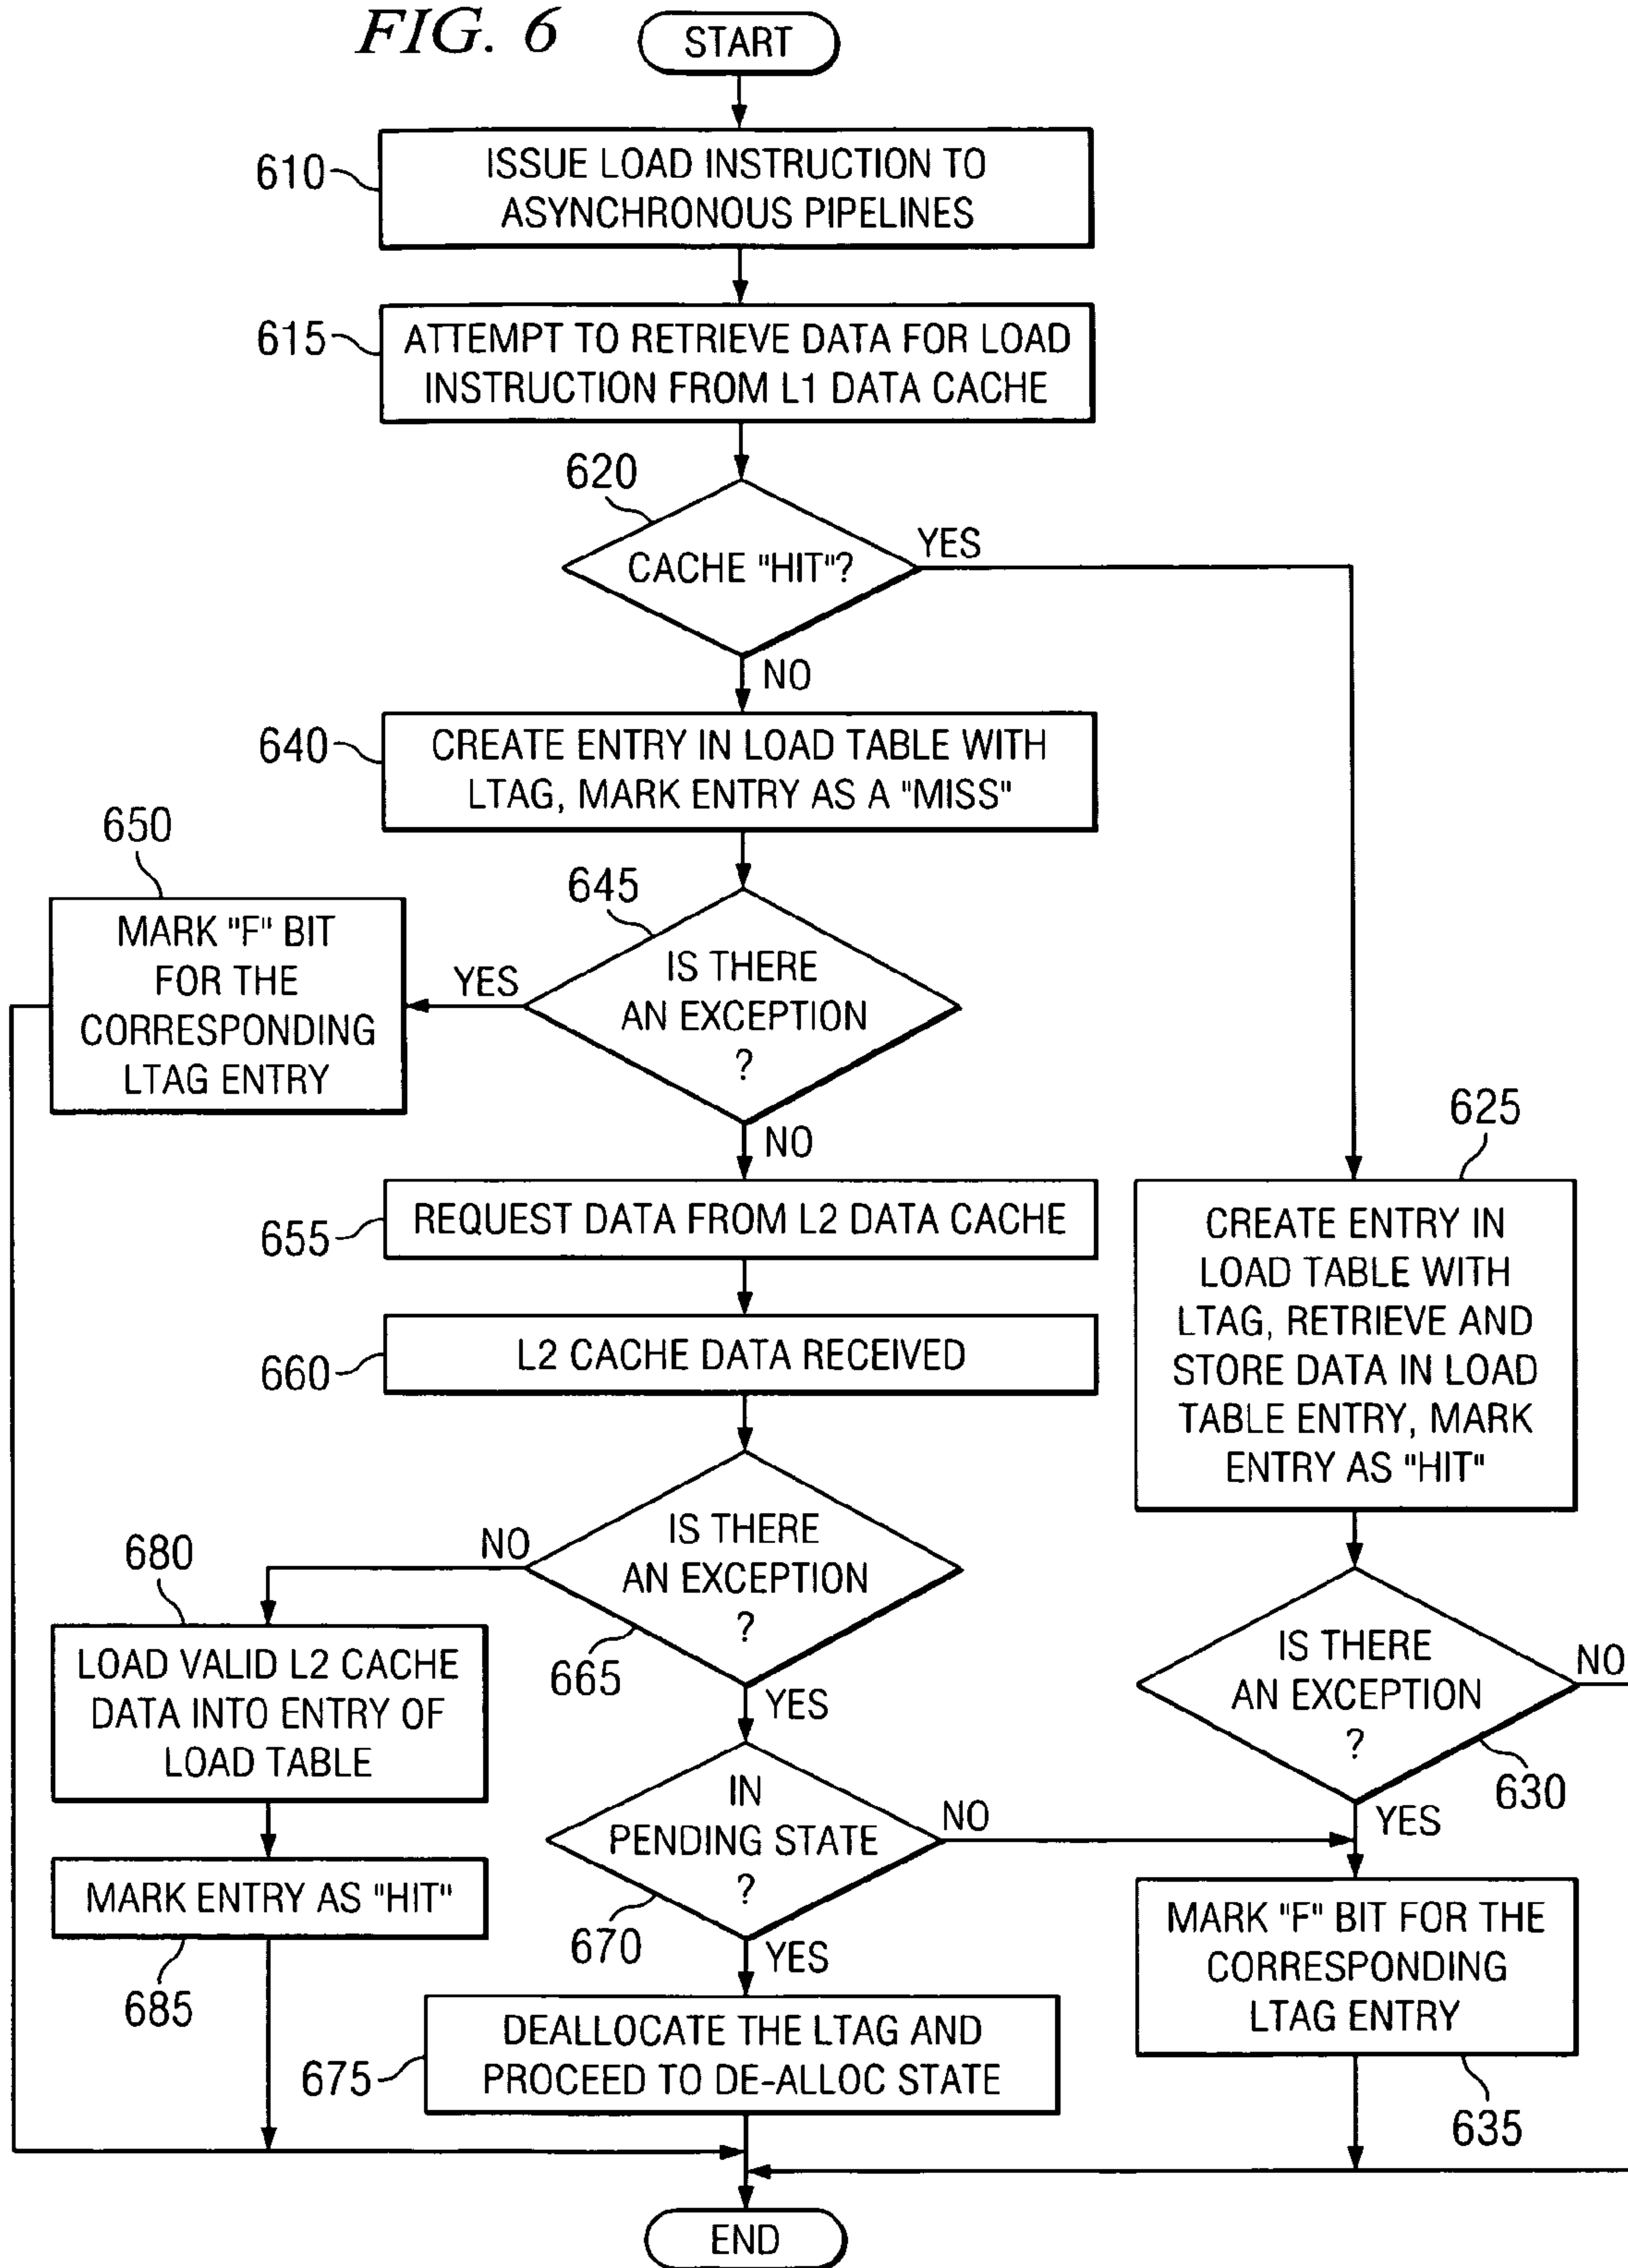 FIG. 6
START
610
ISSUE LOAD INSTRUCTION TO
ASYNCHRONOUS PIPELINES
615
ATTEMPT TO RETRIEVE DATA FOR LOAD
INSTRUCTION FROM L1 DATA CACHE
620
CACHE "HIT"?
YES
NO
640
CREATE ENTRY IN LOAD TABLE WITH
LTAG, MARK ENTRY AS A "MISS"
650
MARK "F" BIT
FOR THE
CORRESPONDING
LTAG ENTRY
645
IS THERE
AN EXCEPTION
?
YES
NO
625
CREATE ENTRY IN
LOAD TABLE WITH
LTAG, RETRIEVE AND
STORE DATA IN LOAD
TABLE ENTRY, MARK
ENTRY AS "HIT"
655
REQUEST DATA FROM L2 DATA CACHE
660
L2 CACHE DATA RECEIVED
IS THERE
AN EXCEPTION
?
665
NO
YES
680
LOAD VALID L2 CACHE
DATA INTO ENTRY OF
LOAD TABLE
IS THERE
AN EXCEPTION
?
630
NO
YES
IN
PENDING STATE
?
670
NO
YES
MARK ENTRY AS "HIT"
685
MARK "F" BIT FOR THE
CORRESPONDING
LTAG ENTRY
635
675
DEALLOCATE THE LTAG AND
PROCEED TO DE-ALLOC STATE
END